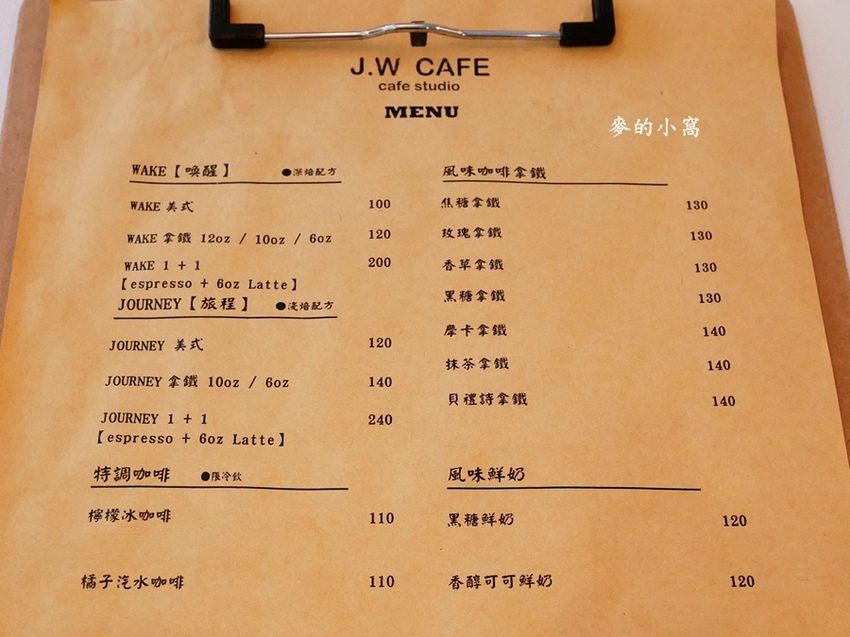 J.W CAFE
cafe studio
MENU
麥的小窩
WAKE【喚醒】 ●深焙配方
WAKE 美式 100
WAKE 拿鐵 12oz / 10oz / 6oz 120
WAKE 1 + 1 200
【espresso + 6oz Latte】
JOURNEY【旅程】 ●淺焙配方
JOURNEY 美式 120
JOURNEY 拿鐵 10oz / 6oz 140
JOURNEY 1 + 1 240
【espresso + 6oz Latte】
特調咖啡 ●限冷飲
檸檬冰咖啡 110
橘子汽水咖啡 110
風味咖啡拿鐵
焦糖拿鐵 130
玫瑰拿鐵 130
香草拿鐵 130
黑糖拿鐵 130
摩卡拿鐵 140
抹茶拿鐵 140
貝禮詩拿鐵 140
風味鮮奶
黑糖鮮奶 120
香醇可可鮮奶 120